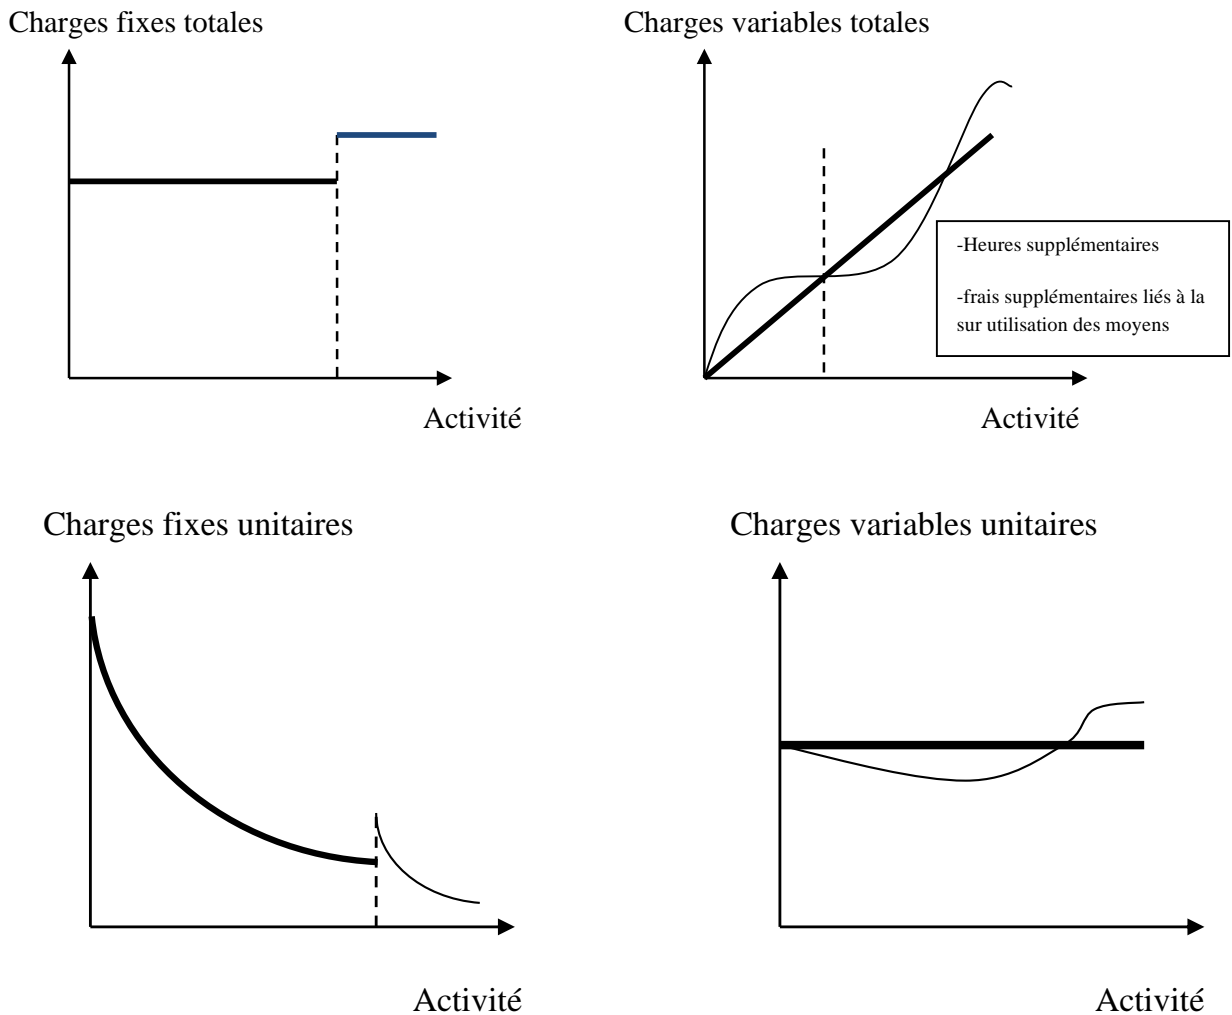 Charges fixes totales
Charges variables totales
-Heures supplémentaires
-frais supplémentaires liés à la
sur utilisation des moyens
Activité
Activité
Charges fixes unitaires
Charges variables unitaires
Activité
Activité